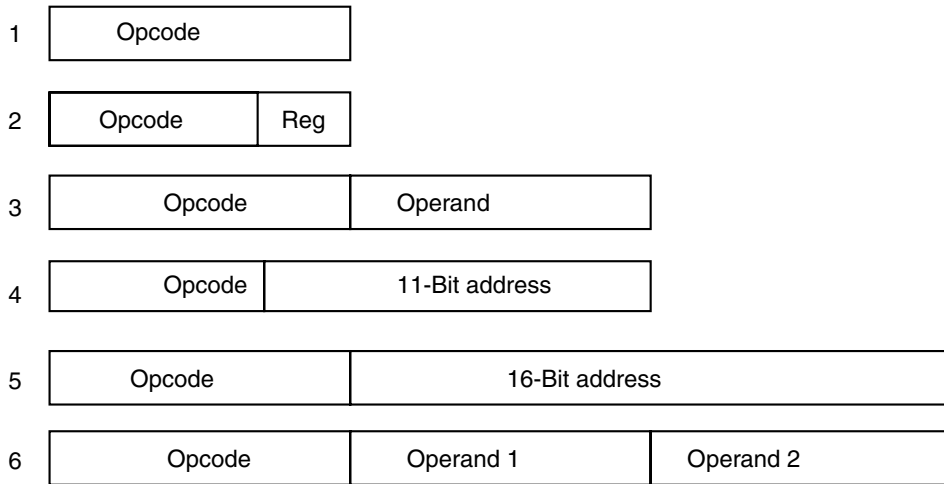 1 Opcode
2 Opcode Reg
3 Opcode Operand
4 Opcode 11-Bit address
5 Opcode 16-Bit address
6 Opcode Operand 1 Operand 2